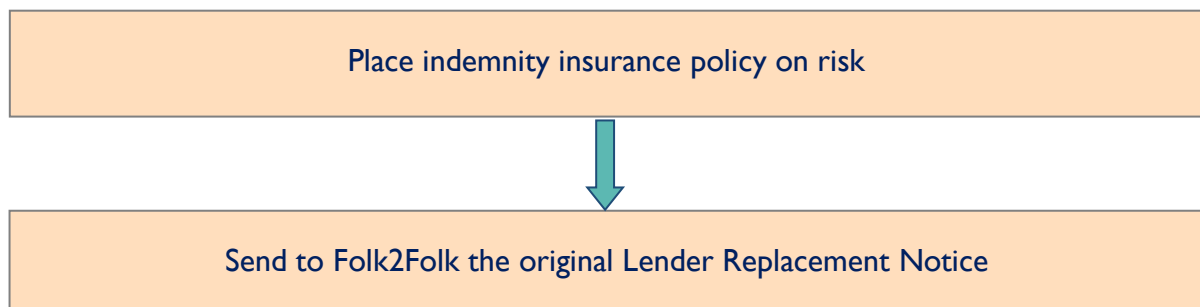 Place indemnity insurance policy on risk
Send to Folk2Folk the original Lender Replacement Notice